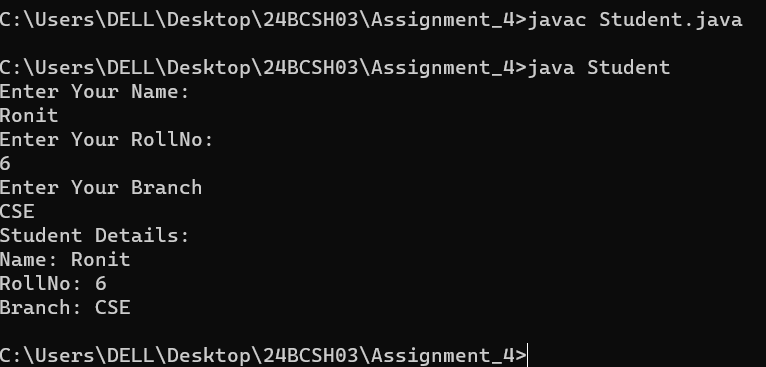 C:\Users\DELL\Desktop\24BCSH03\Assignment_4>javac Student.java
C:\Users\DELL\Desktop\24BCSH03\Assignment_4>java Student
Enter Your Name:
Ronit
Enter Your RollNo:
6
Enter Your Branch
CSE
Student Details:
Name: Ronit
RollNo: 6
Branch: CSE
C:\Users\DELL\Desktop\24BCSH03\Assignment_4>